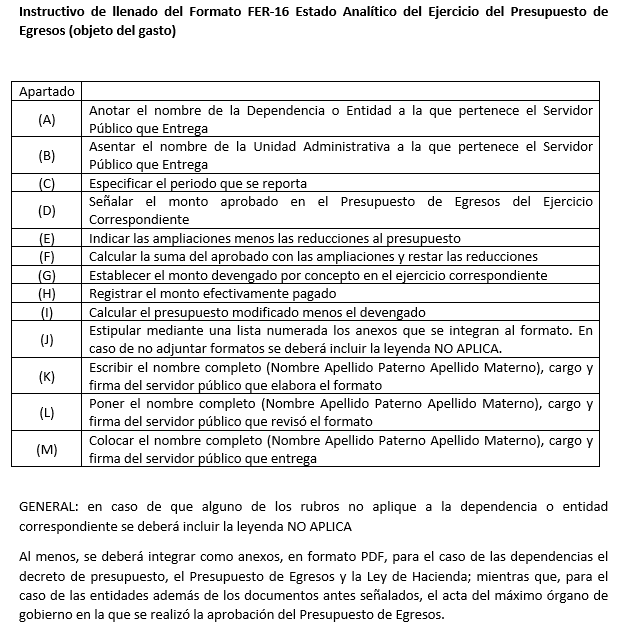 Instructivo de llenado del Formato FER-16 Estado Analítico del Ejercicio del Presupuesto de
Egresos (objeto del gasto)
Apartado
(A) Anotar el nombre de la Dependencia o Entidad a la que pertenece el Servidor
Público que Entrega
(B) Asentar el nombre de la Unidad Administrativa a la que pertenece el Servidor
Público que Entrega
(C) Especificar el periodo que se reporta
(D) Señalar el monto aprobado en el Presupuesto de Egresos del Ejercicio
Correspondiente
(E) Indicar las ampliaciones menos las reducciones al presupuesto
(F) Calcular la suma del aprobado con las ampliaciones y restar las reducciones
(G) Establecer el monto devengado por concepto en el ejercicio correspondiente
(H) Registrar el monto efectivamente pagado
(I) Calcular el presupuesto modificado menos el devengado
(J) Estipular mediante una lista numerada los anexos que se integran al formato. En
caso de no adjuntar formatos se deberá incluir la leyenda NO APLICA.
(K) Escribir el nombre completo (Nombre Apellido Paterno Apellido Materno), cargo y
firma del servidor público que elabora el formato
(L) Poner el nombre completo (Nombre Apellido Paterno Apellido Materno), cargo y
firma del servidor público que revisó el formato
(M) Colocar el nombre completo (Nombre Apellido Paterno Apellido Materno), cargo y
firma del servidor público que entrega
GENERAL: en caso de que alguno de los rubros no aplique a la dependencia o entidad
correspondiente se deberá incluir la leyenda NO APLICA
Al menos, se deberá integrar como anexos, en formato PDF, para el caso de las dependencias el
decreto de presupuesto, el Presupuesto de Egresos y la Ley de Hacienda; mientras que, para el
caso de las entidades además de los documentos antes señalados, el acta del máximo órgano de
gobierno en la que se realizó la aprobación del Presupuesto de Egresos.